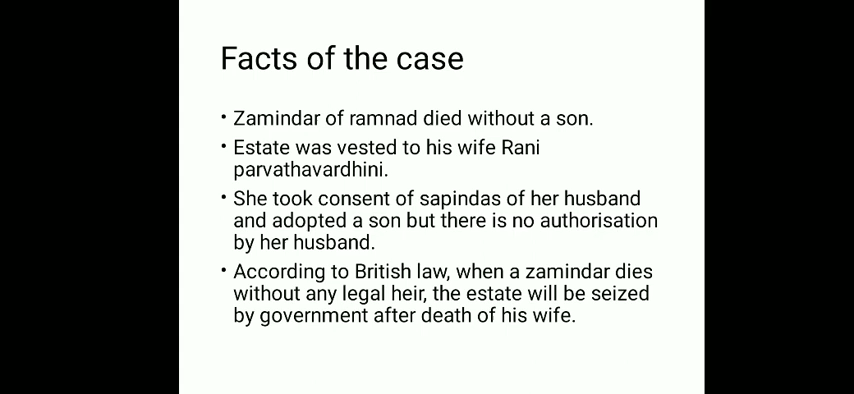 Facts of the case
• Zamindar of ramnad died without a son.
• Estate was vested to his wife Rani
parvathavardhini.
• She took consent of sapindas of her husband
and adopted a son but there is no authorisation
by her husband.
• According to British law, when a zamindar dies
without any legal heir, the estate will be seized
by government after death of his wife.